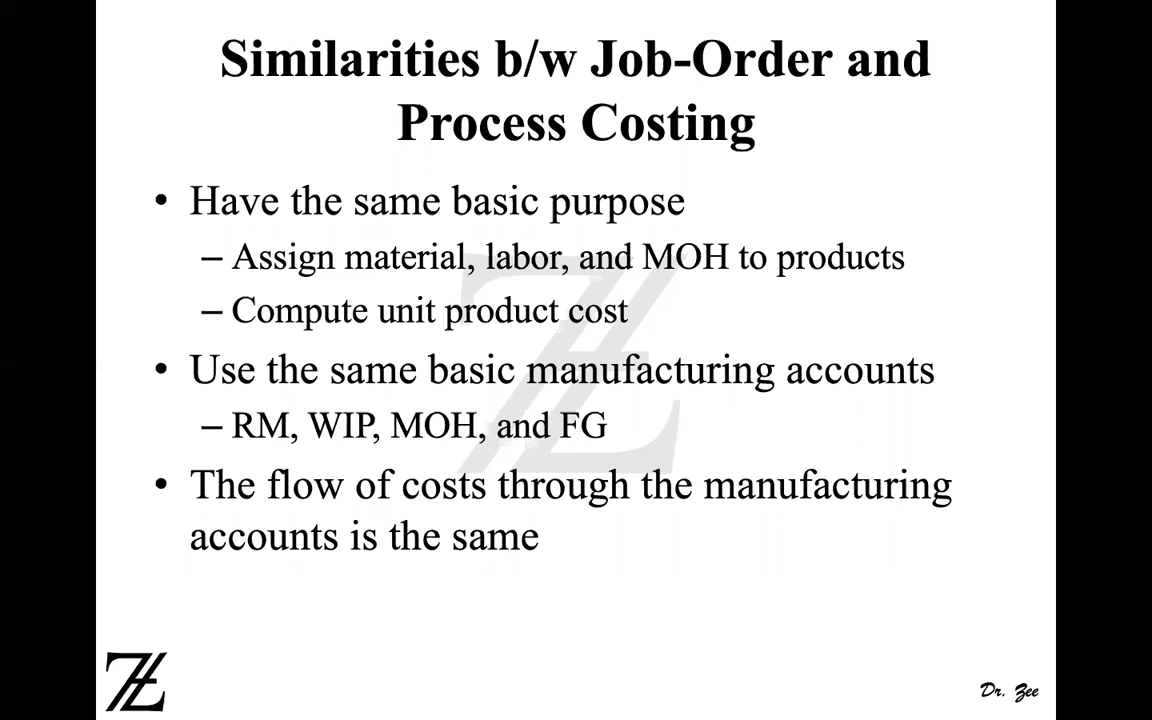 Similarities b/w Job-Order and
Process Costing
• Have the same basic purpose
– Assign material, labor, and MOH to products
– Compute unit product cost
• Use the same basic manufacturing accounts
– RM, WIP, MOH, and FG
• The flow of costs through the manufacturing
accounts is the same
Dr. Zee